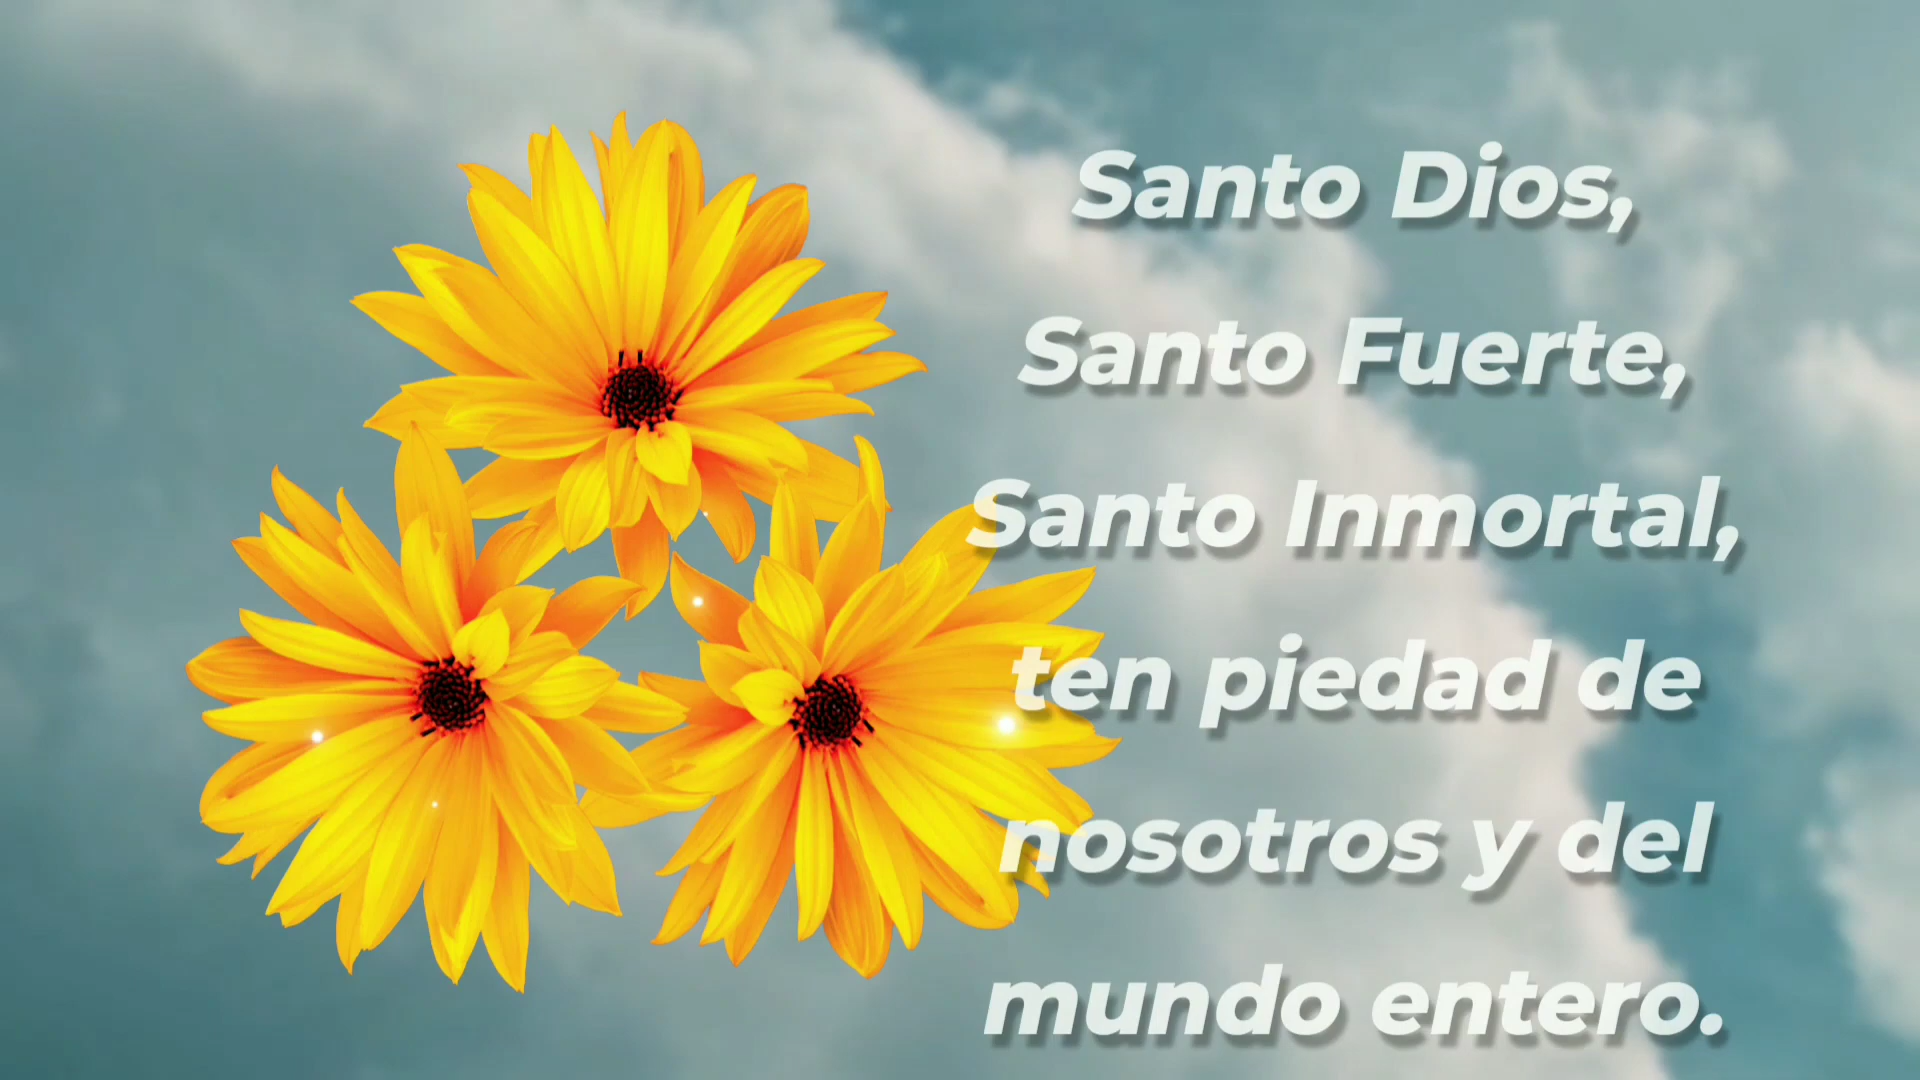 Santo Dios,
Santo Fuerte,
Santo Inmortal,
ten piedad de
nosotros y del
mundo entero.